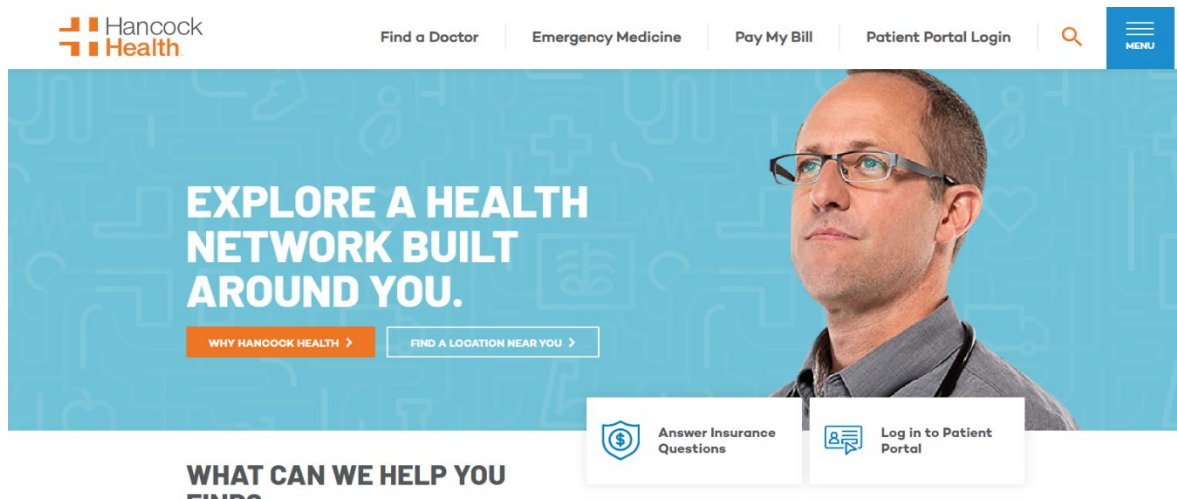 Hancock
Health
Find a Doctor
Emergency Medicine
Pay My Bill
Patient Portal Login
MENU
EXPLORE A HEALTH
NETWORK BUILT
AROUND YOU.
WHY HANCOCK HEALTH >
FIND A LOCATION NEAR YOU >
Answer Insurance
Questions
Log in to Patient
Portal
WHAT CAN WE HELP YOU